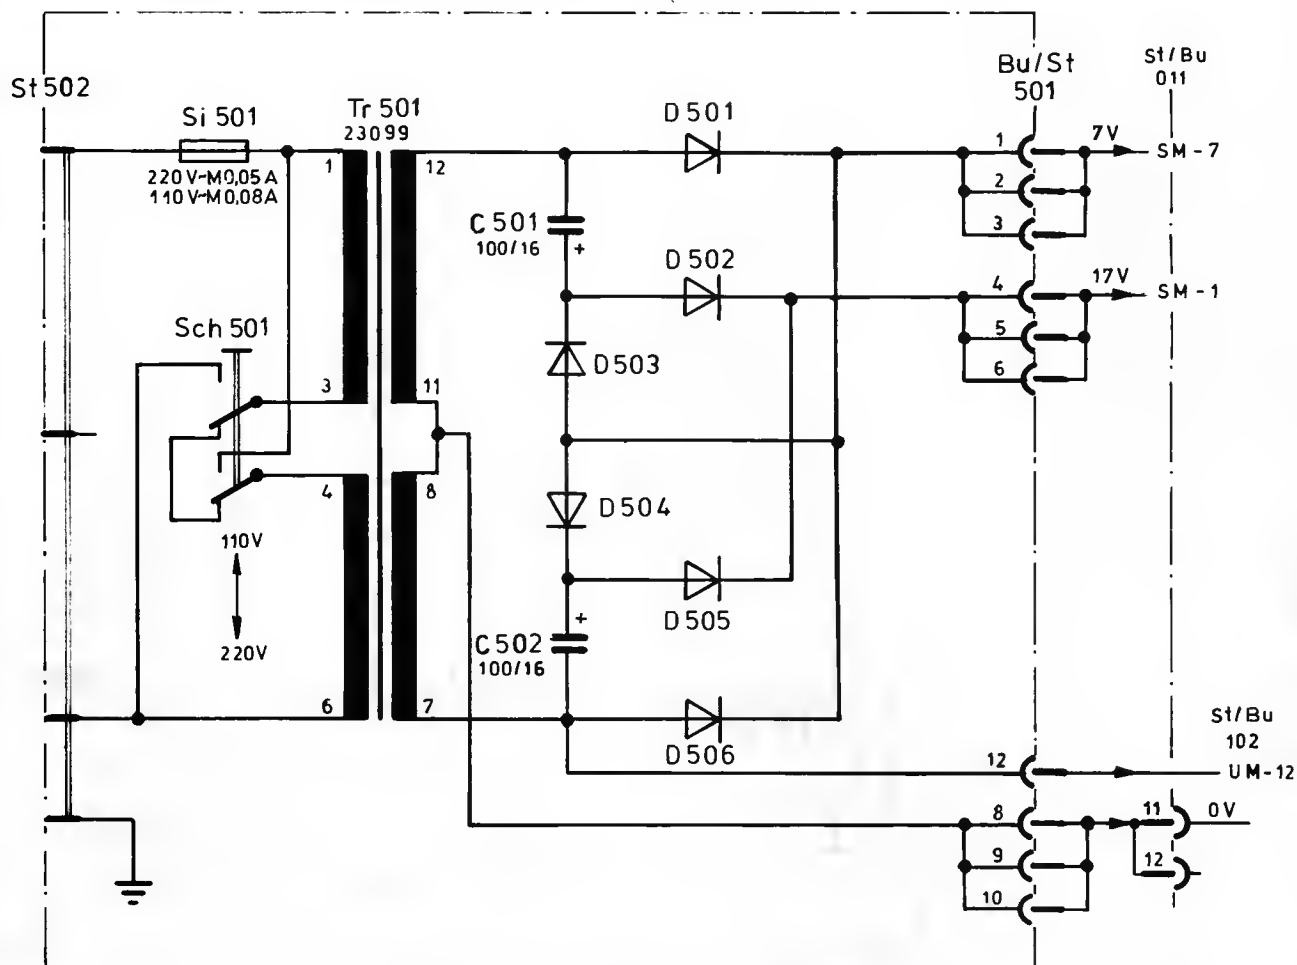 St 502
Si 501
220V~M0,05A
110V~M0,08A
Tr 501
23099
1
12
3
11
4
8
6
7
Sch 501
110V
220V
C 501
100/16
+
D 501
D 502
D 503
D 504
D 505
D 506
+
C 502
100/16
Bu/St
501
St/Bu
011
1
7V
SM-7
2
3
4
17V
SM-1
5
6
St/Bu
102
12
UM-12
8
11
0V
9
12
10